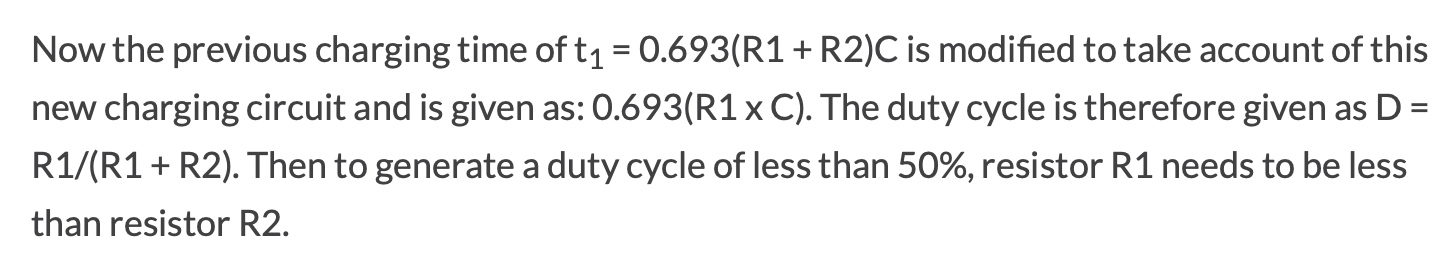 Now the previous charging time of t₁ = 0.693(R1 + R2)C is modified to take account of this
new charging circuit and is given as: 0.693(R1 x C). The duty cycle is therefore given as D =
R1/(R1 + R2). Then to generate a duty cycle of less than 50%, resistor R1 needs to be less
than resistor R2.